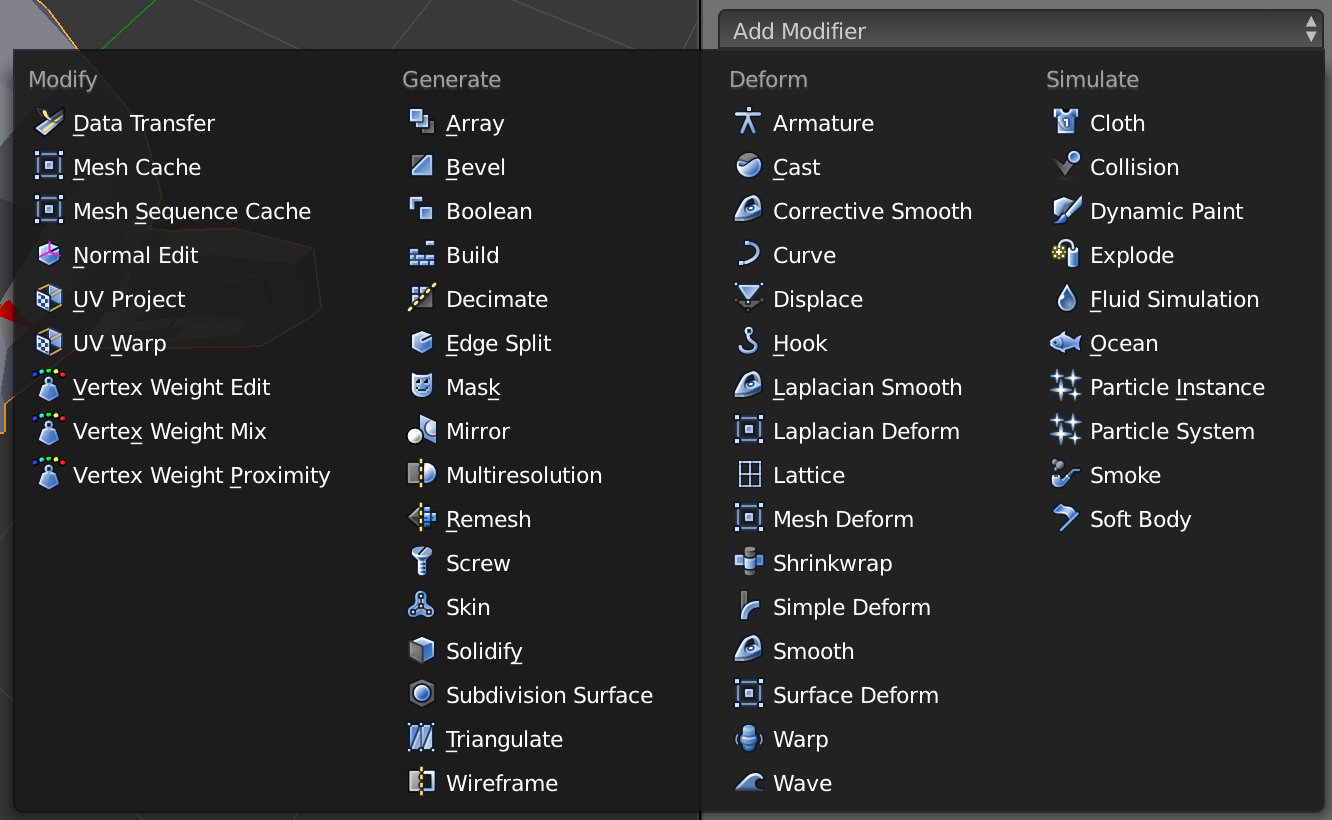 Add Modifier
Modify
Data Transfer
Mesh Cache
Mesh Sequence Cache
Normal Edit
UV Project
UV Warp
Vertex Weight Edit
Vertex Weight Mix
Vertex Weight Proximity
Generate
Array
Bevel
Boolean
Build
Decimate
Edge Split
Mask
Mirror
Multiresolution
Remesh
Screw
Skin
Solidify
Subdivision Surface
Triangulate
Wireframe
Deform
Armature
Cast
Corrective Smooth
Curve
Displace
Hook
Laplacian Smooth
Laplacian Deform
Lattice
Mesh Deform
Shrinkwrap
Simple Deform
Smooth
Surface Deform
Warp
Wave
Simulate
Cloth
Collision
Dynamic Paint
Explode
Fluid Simulation
Ocean
Particle Instance
Particle System
Smoke
Soft Body